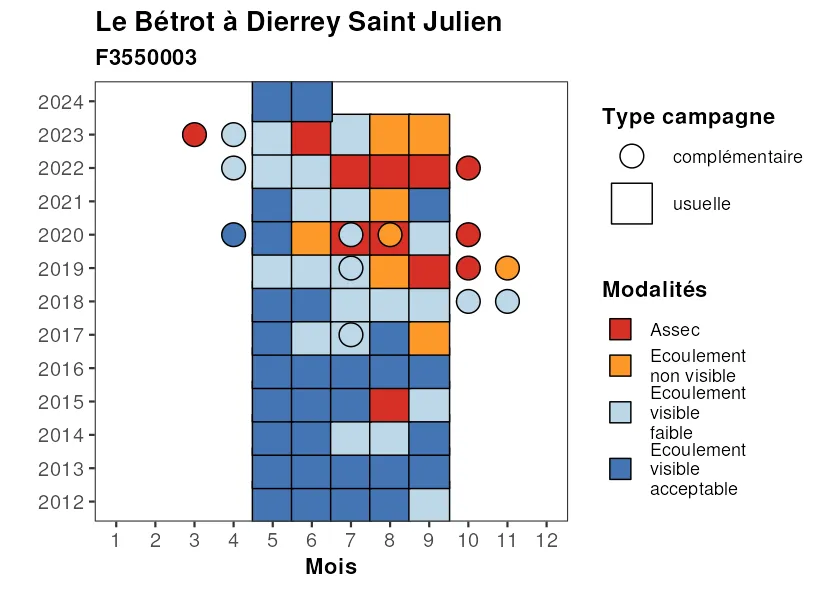 Le Bétrot à Dierrey Saint Julien
F3550003
2024
2023
2022
2021
2020
2019
2018
2017
2016
2015
2014
2013
2012
1 2 3 4 5 6 7 8 9 10 11 12
Mois
Type campagne
complémentaire
usuelle
Modalités
Assec
Ecoulement
non visible
Ecoulement
visible
faible
Ecoulement
visible
acceptable